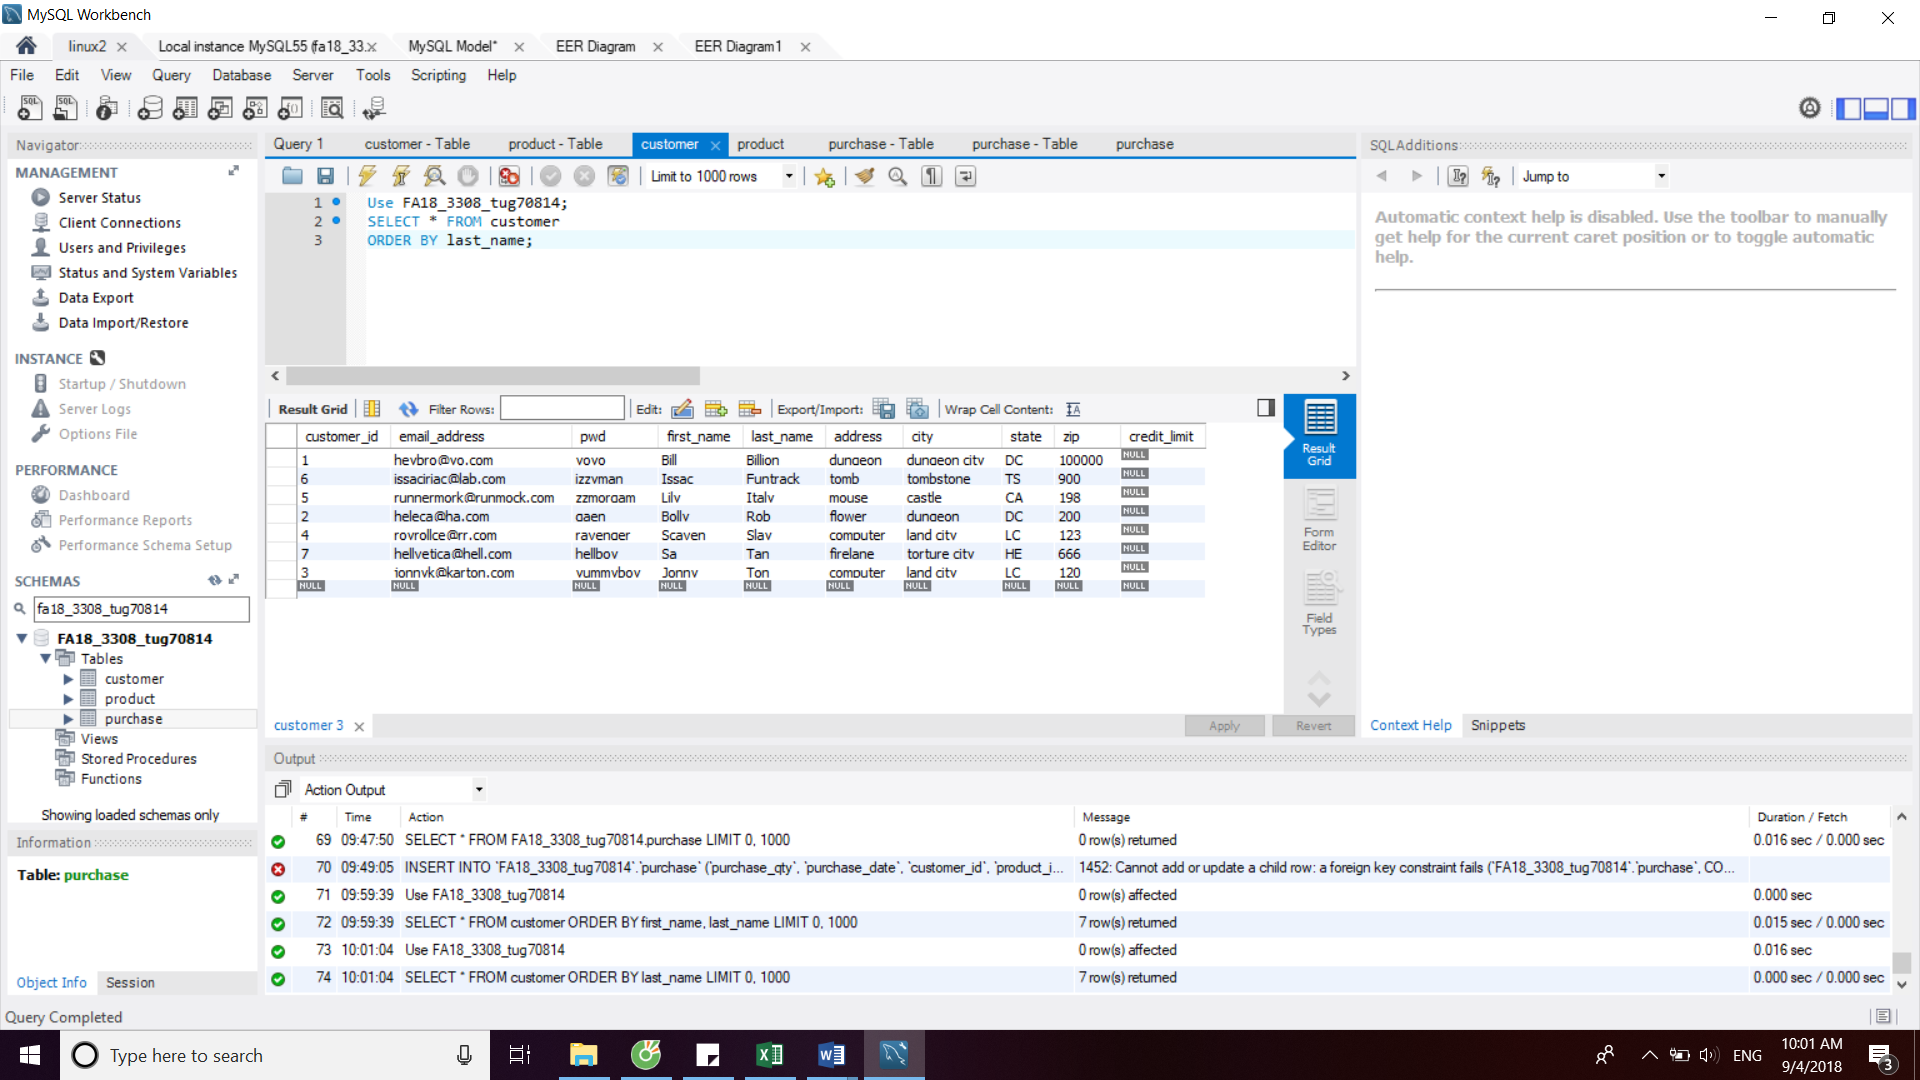 MySQL Workbench
linux2
Local instance MySQL55 (fa18_33.
MySQL Model*
EER Diagram
EER Diagram1
File Edit View Query Database Server Tools Scripting Help
Navigator
MANAGEMENT
Server Status
Client Connections
Users and Privileges
Status and System Variables
Data Export
Data Import/Restore
INSTANCE
Startup / Shutdown
Server Logs
Options File
PERFORMANCE
Dashboard
Performance Reports
Performance Schema Setup
SCHEMAS
fa18_3308_tug70814
FA18_3308_tug70814
Tables
customer
product
purchase
Views
Stored Procedures
Functions
Showing loaded schemas only
Information
Table: purchase
Object Info Session
Query 1 customer - Table product - Table customer product purchase - Table purchase - Table purchase
Limit to 1000 rows
1 Use FA18_3308_tug70814;
2 SELECT * FROM customer
3 ORDER BY last_name;
Result Grid Filter Rows: Edit: Export/Import: Wrap Cell Content:
customer_id email_address pwd first_name last_name address city state zip credit_limit
1 heybro@yo.com yoyo Bill Billion dungeon dungeon city DC 100000 NULL
6 issaciriac@lab.com izzyman Issac Funtrack tomb tombstone TS 900 NULL
5 runnermork@runmock.com zzmorgam Lily Italy mouse castle CA 198 NULL
2 heleca@ha.com gaen Bolly Rob flower dungeon DC 200 NULL
4 royrollce@rr.com ravenger Scaven Slay computer land city LC 123 NULL
7 hellvetica@hell.com hellboy Sa Tan firelane torture city HE 666 NULL
3 jonnyk@karton.com yummyboy Jonny Ton computer land city LC 120 NULL
NULL NULL NULL NULL NULL NULL NULL NULL NULL NULL
Result Grid
Form Editor
Field Types
customer 3
Apply Revert
SQLAdditions
Jump to
Automatic context help is disabled. Use the toolbar to manually
get help for the current caret position or to toggle automatic
help.
Context Help Snippets
Output
Action Output
# Time Action Message Duration / Fetch
69 09:47:50 SELECT * FROM FA18_3308_tug70814.purchase LIMIT 0, 1000 0 row(s) returned 0.016 sec / 0.000 sec
70 09:49:05 INSERT INTO `FA18_3308_tug70814`.`purchase` (`purchase_qty`, `purchase_date`, `customer_id`, `product_i... 1452: Cannot add or update a child row: a foreign key constraint fails (`FA18_3308_tug70814`.`purchase`, CO...
71 09:59:39 Use FA18_3308_tug70814 0 row(s) affected 0.000 sec
72 09:59:39 SELECT * FROM customer ORDER BY first_name, last_name LIMIT 0, 1000 7 row(s) returned 0.015 sec / 0.000 sec
73 10:01:04 Use FA18_3308_tug70814 0 row(s) affected 0.016 sec
74 10:01:04 SELECT * FROM customer ORDER BY last_name LIMIT 0, 1000 7 row(s) returned 0.000 sec / 0.000 sec
Query Completed
Type here to search
ENG
10:01 AM
9/4/2018
3